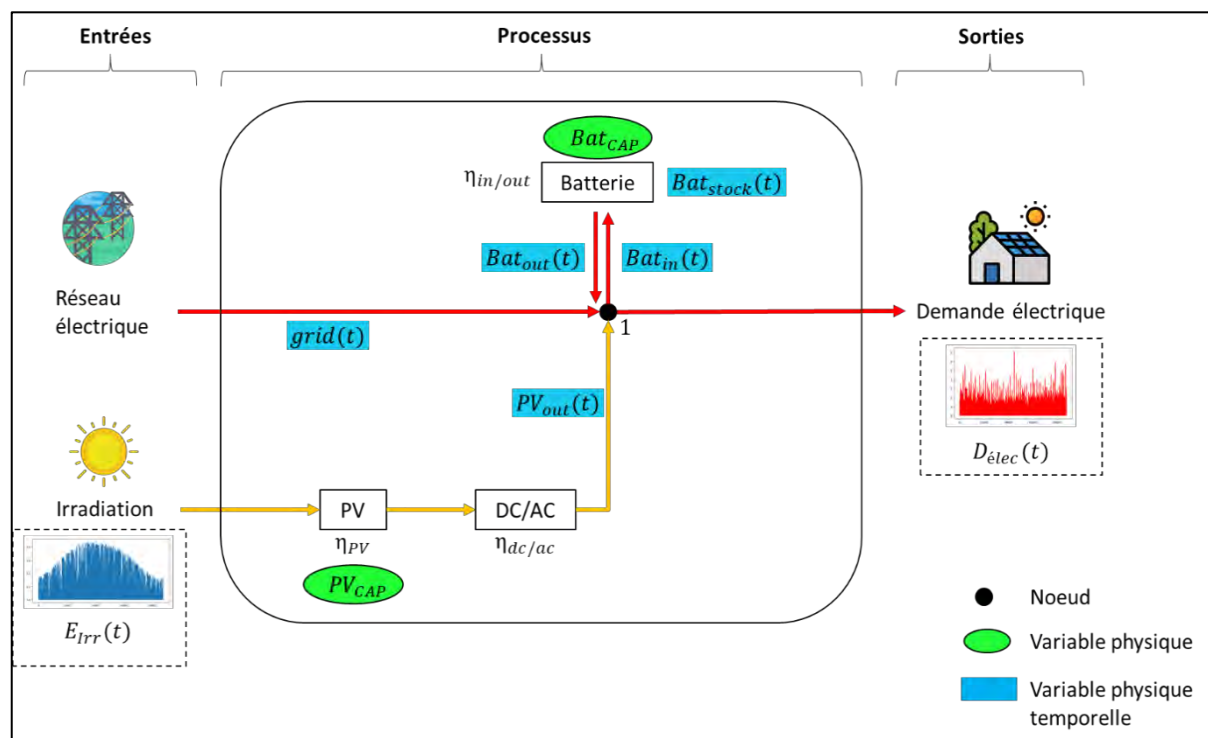 Entrées
Processus
Sorties
Bat_CAP
η_in/out
Batterie
Bat_stock(t)
Bat_out(t)
Bat_in(t)
Réseau
électrique
grid(t)
1
Demande électrique
PV_out(t)
D_élec(t)
Irradiation
PV
DC/AC
η_PV
η_dc/ac
PV_CAP
E_Irr(t)
Noeud
Variable physique
Variable physique
temporelle